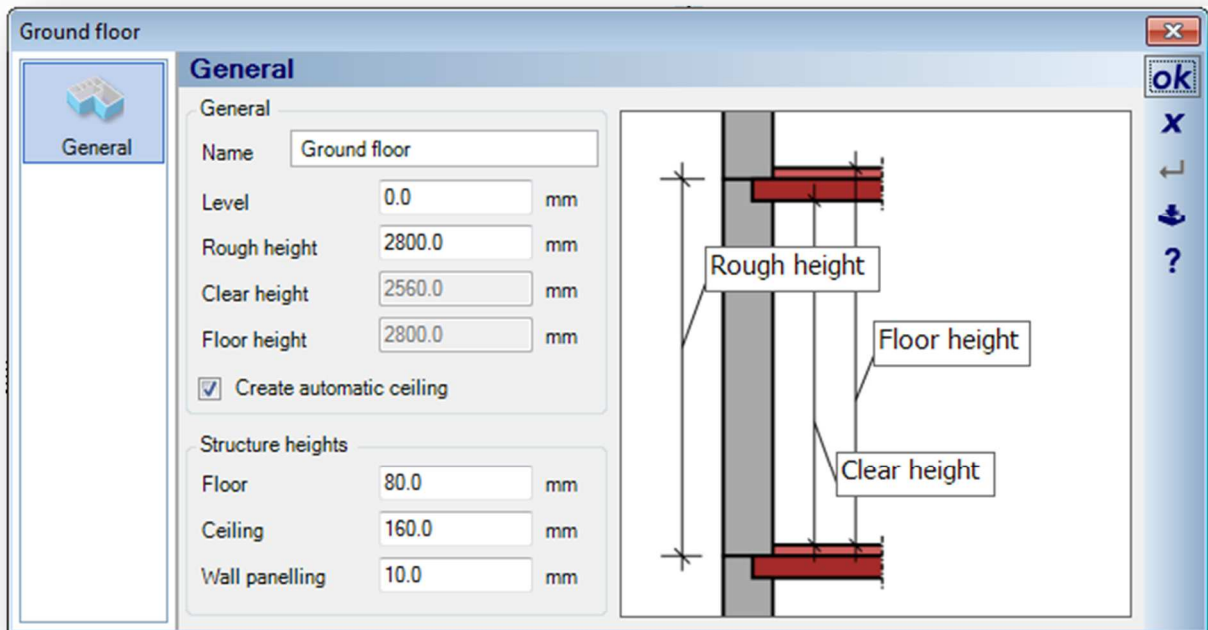 Ground floor
General
General
General
Name Ground floor
Level 0.0 mm
Rough height 2800.0 mm
Clear height 2560.0 mm
Floor height 2800.0 mm
Create automatic ceiling
Structure heights
Floor 80.0 mm
Ceiling 160.0 mm
Wall panelling 10.0 mm
Rough height
Floor height
Clear height
ok
x
?